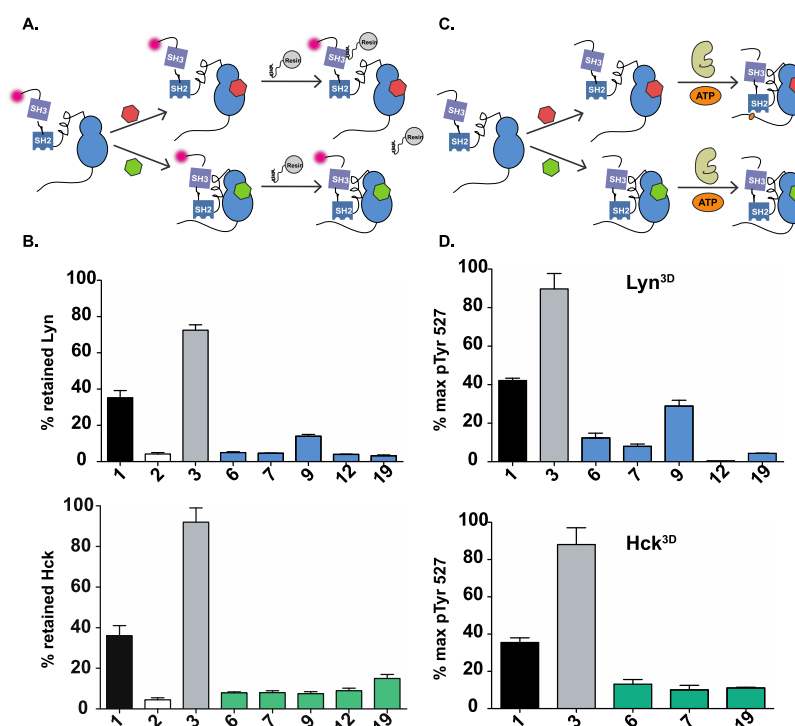 A.
SH3
SH2
SH3
SH2
Resin
SH3
Resin
SH2
SH3
SH2
Resin
SH3
SH2
Resin
C.
SH3
SH2
SH3
SH2
ATP
SH3
SH2
SH3
SH2
ATP
SH3
SH2
B.
% retained Lyn
100
80
60
40
20
0
1 2 3 6 7 9 12 19
D.
Lyn3D
% max pTyr 527
100
80
60
40
20
0
1 3 6 7 9 12 19
% retained Hck
100
80
60
40
20
0
1 2 3 6 7 9 12 19
Hck3D
% max pTyr 527
100
80
60
40
20
0
1 3 6 7 19